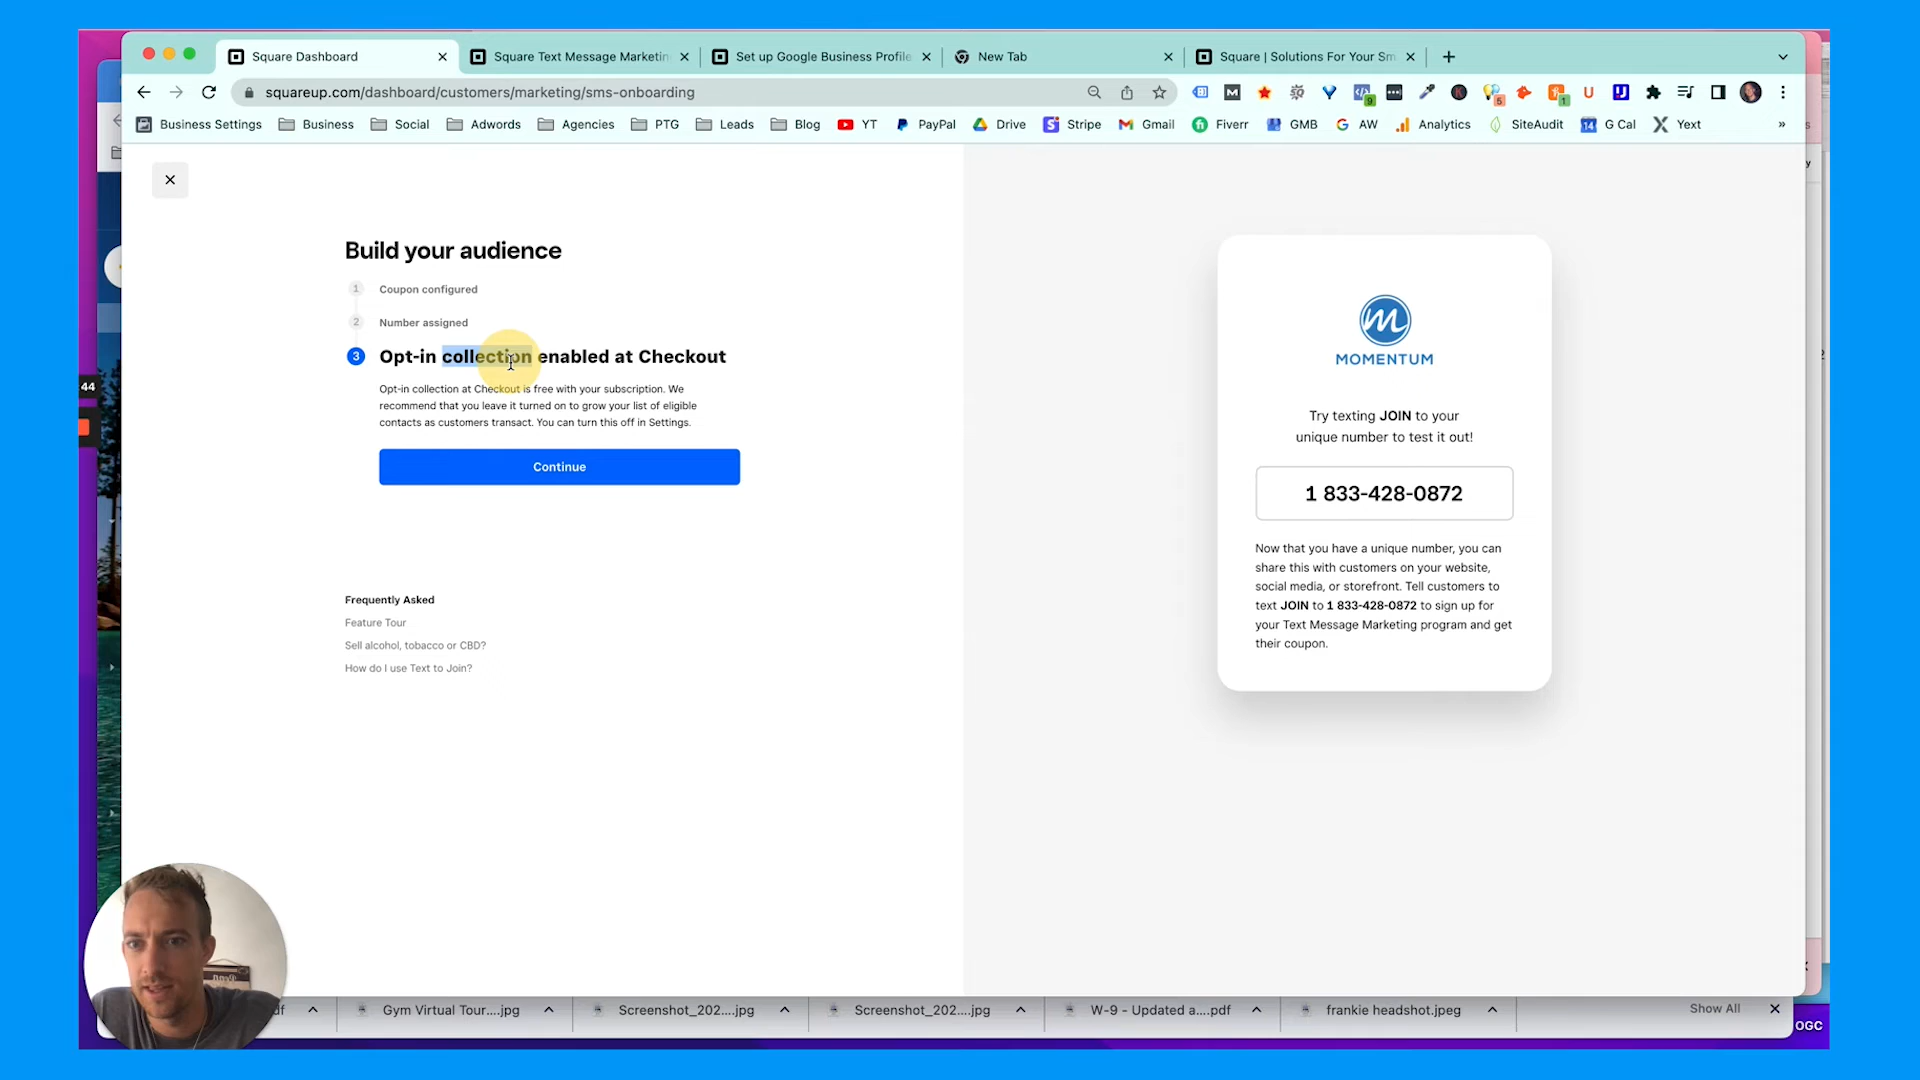 Square Dashboard
Square Text Message Marketin
Set up Google Business Profile
New Tab
Square | Solutions For Your Sm
squareup.com/dashboard/customers/marketing/sms-onboarding
Business Settings
Business
Social
Adwords
Agencies
PTG
Leads
Blog
YT
PayPal
Drive
Stripe
Gmail
Fiverr
GMB
AW
Analytics
SiteAudit
G Cal
Yext
»
Build your audience
1 Coupon configured
2 Number assigned
3 Opt-in collection enabled at Checkout
Opt-in collection at Checkout is free with your subscription. We
recommend that you leave it turned on to grow your list of eligible
contacts as customers transact. You can turn this off in Settings.
Continue
Frequently Asked
Feature Tour
Sell alcohol, tobacco or CBD?
How do I use Text to Join?
MOMENTUM
Try texting JOIN to your
unique number to test it out!
1 833-428-0872
Now that you have a unique number, you can
share this with customers on your website,
social media, or storefront. Tell customers to
text JOIN to 1 833-428-0872 to sign up for
your Text Message Marketing program and get
their coupon.
44
Gym Virtual Tour....jpg
Screenshot_202....jpg
Screenshot_202....jpg
W-9 - Updated a....pdf
frankie headshot.jpeg
Show All
OGC